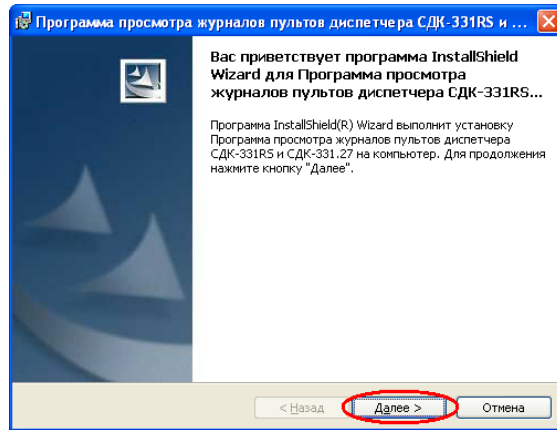 Программа просмотра журналов пультов диспетчера СДК-331RS и ...
Вас приветствует программа InstallShield
Wizard для Программа просмотра
журналов пультов диспетчера СДК-331RS...
Программа InstallShield(R) Wizard выполнит установку
Программа просмотра журналов пультов диспетчера
СДК-331RS и СДК-331.27 на компьютер. Для продолжения
нажмите кнопку "Далее".
< Назад Далее > Отмена